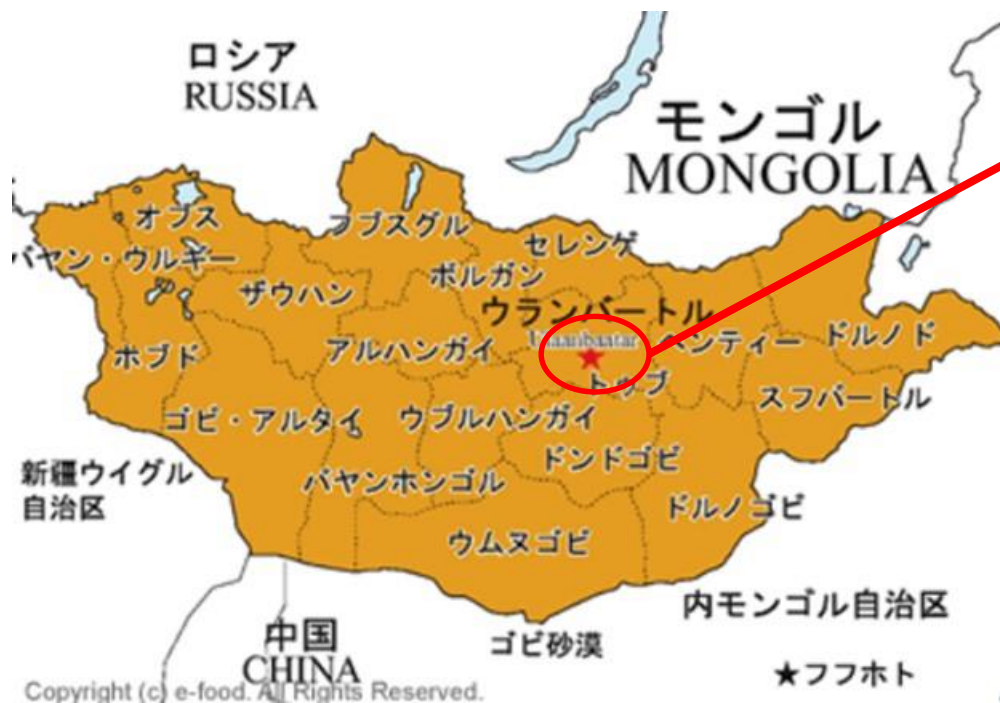 ロシア
RUSSIA
モンゴル
MONGOLIA
オブス
フブスグル
セレンゲ
バヤン・ウルギー
ボルガン
ザウハン
ウランバートル
Ulaanbaatar
ヘンティー
ドルノド
ホブド
アルハンガイ
トゥブ
スフバートル
ゴビ・アルタイ
ウブルハンガイ
ドンドゴビ
新疆ウイグル
自治区
バヤンホンゴル
ドルノゴビ
ウムヌゴビ
内モンゴル自治区
中国
CHINA
ゴビ砂漠
★フフホト
Copyright (c) e-food. All Rights Reserved.